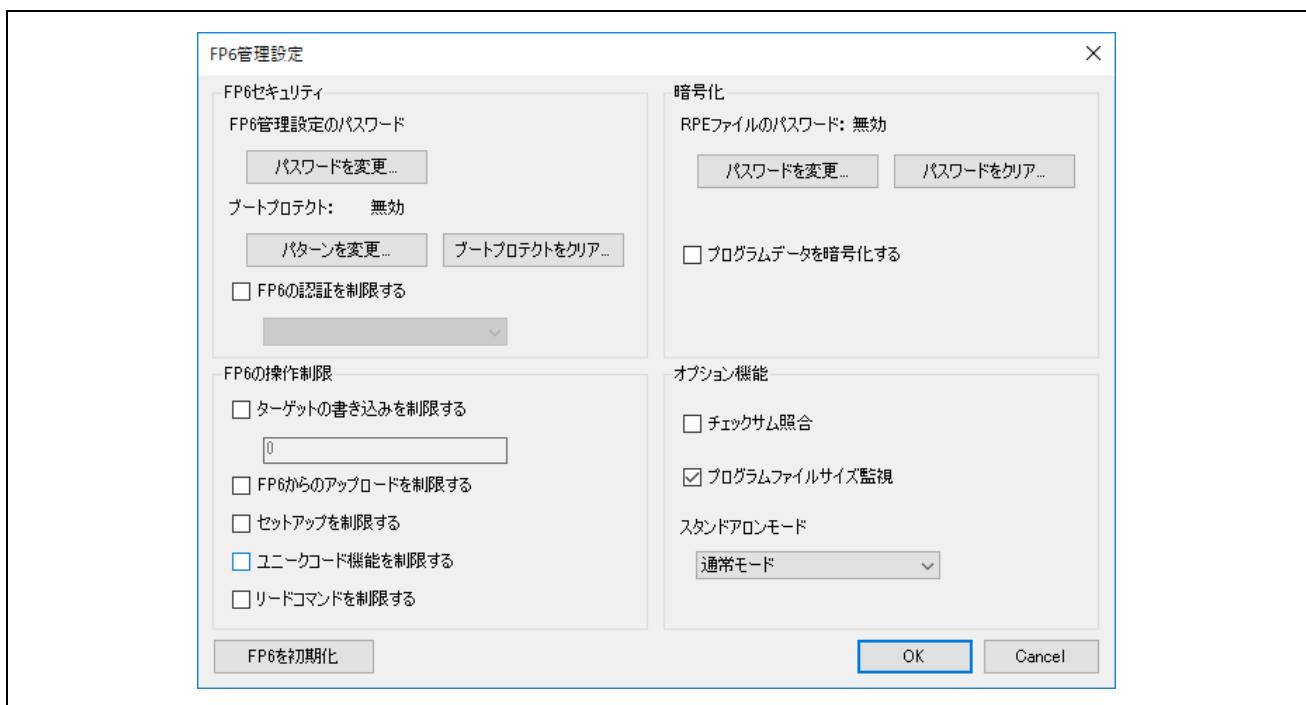 FP6管理設定
FP6セキュリティ
FP6管理設定のパスワード
パスワードを変更...
ブートプロテクト: 無効
パターンを変更...
ブートプロテクトをクリア...
FP6の認証を制限する
暗号化
RPEファイルのパスワード: 無効
パスワードを変更...
パスワードをクリア...
プログラムデータを暗号化する
FP6の操作制限
ターゲットの書き込みを制限する
0
FP6からのアップロードを制限する
セットアップを制限する
ユニークコード機能を制限する
リードコマンドを制限する
オプション機能
チェックサム照合
プログラムファイルサイズ監視
スタンドアロンモード
通常モード
FP6を初期化
OK
Cancel